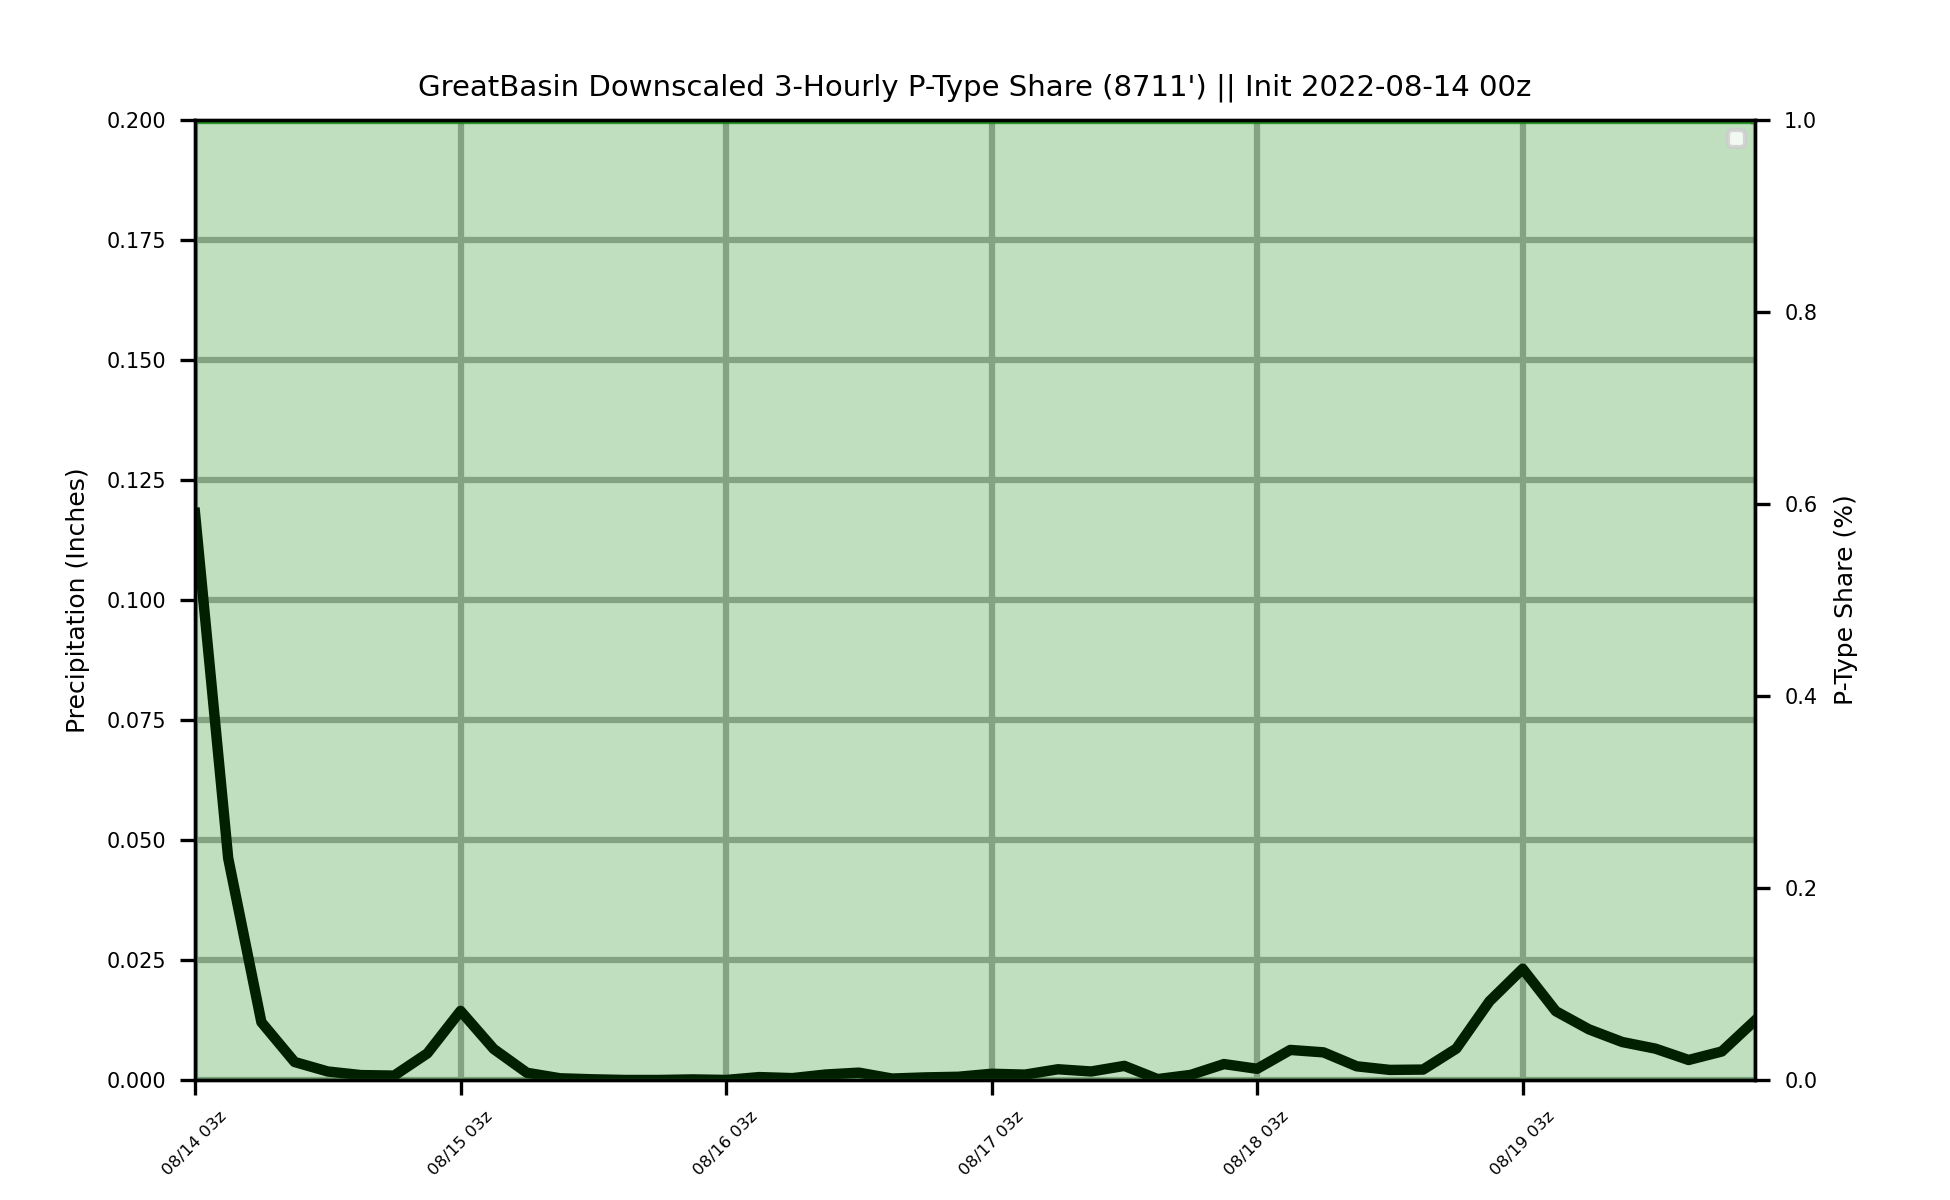 GreatBasin Downscaled 3-Hourly P-Type Share (8711') || Init 2022-08-14 00z
Precipitation (Inches)
0.200
0.175
0.150
0.125
0.100
0.075
0.050
0.025
0.000
1.0
0.8
0.6
0.4
0.2
0.0
P-Type Share (%)
08/14 03z
08/15 03z
08/16 03z
08/17 03z
08/18 03z
08/19 03z